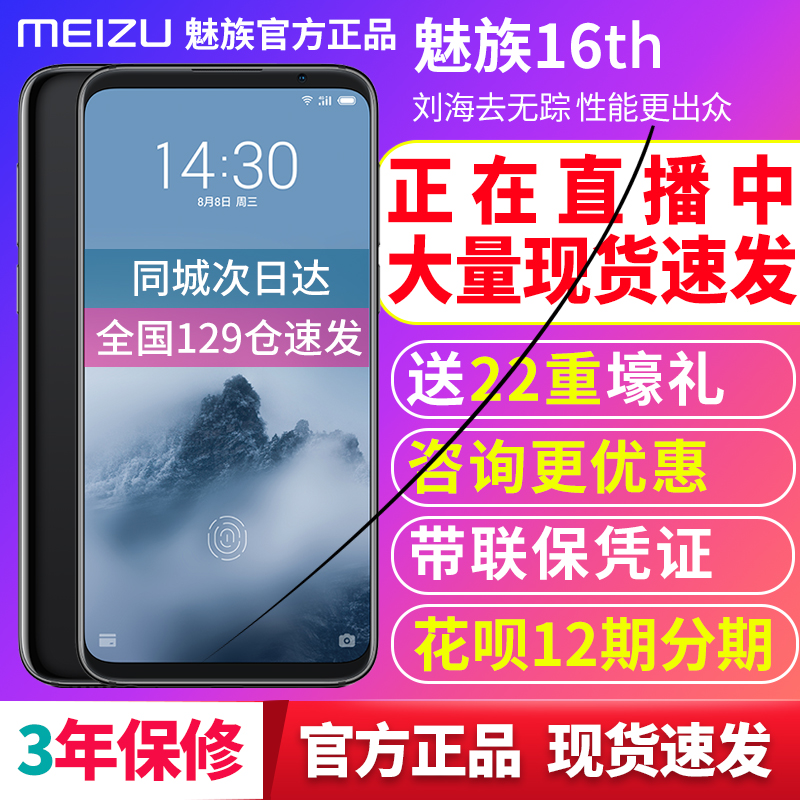 MEIZU 魅族官方正品
魅族16th
刘海去无踪 性能更出众
14:30
8月8日 周三
同城次日达
全国129仓速发
正在直播中
大量现货速发
送22重壕礼
咨询更优惠
带联保凭证
花呗12期分期
3年保修
官方正品 现货速发